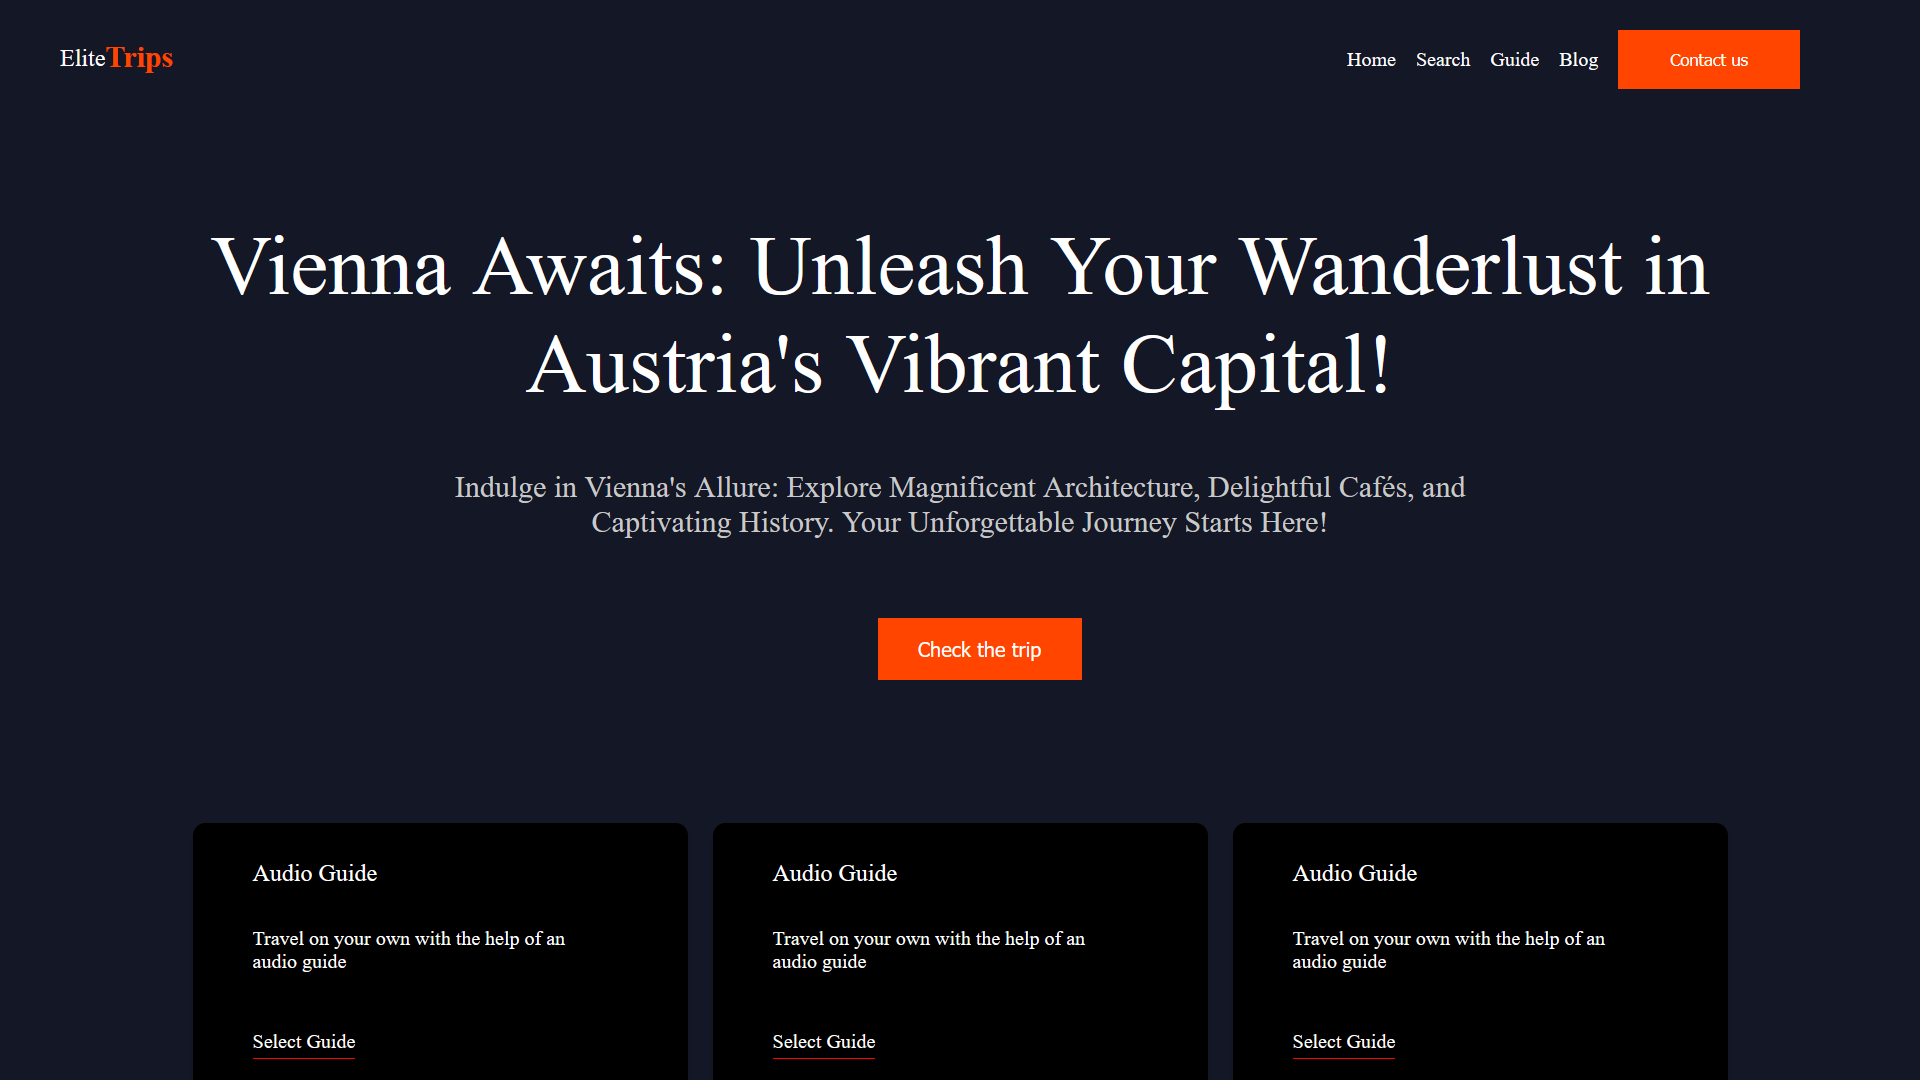 EliteTrips
Home Search Guide Blog Contact us
Vienna Awaits: Unleash Your Wanderlust in
Austria's Vibrant Capital!
Indulge in Vienna's Allure: Explore Magnificent Architecture, Delightful Cafés, and
Captivating History. Your Unforgettable Journey Starts Here!
Check the trip
Audio Guide
Travel on your own with the help of an
audio guide
Select Guide
Audio Guide
Travel on your own with the help of an
audio guide
Select Guide
Audio Guide
Travel on your own with the help of an
audio guide
Select Guide